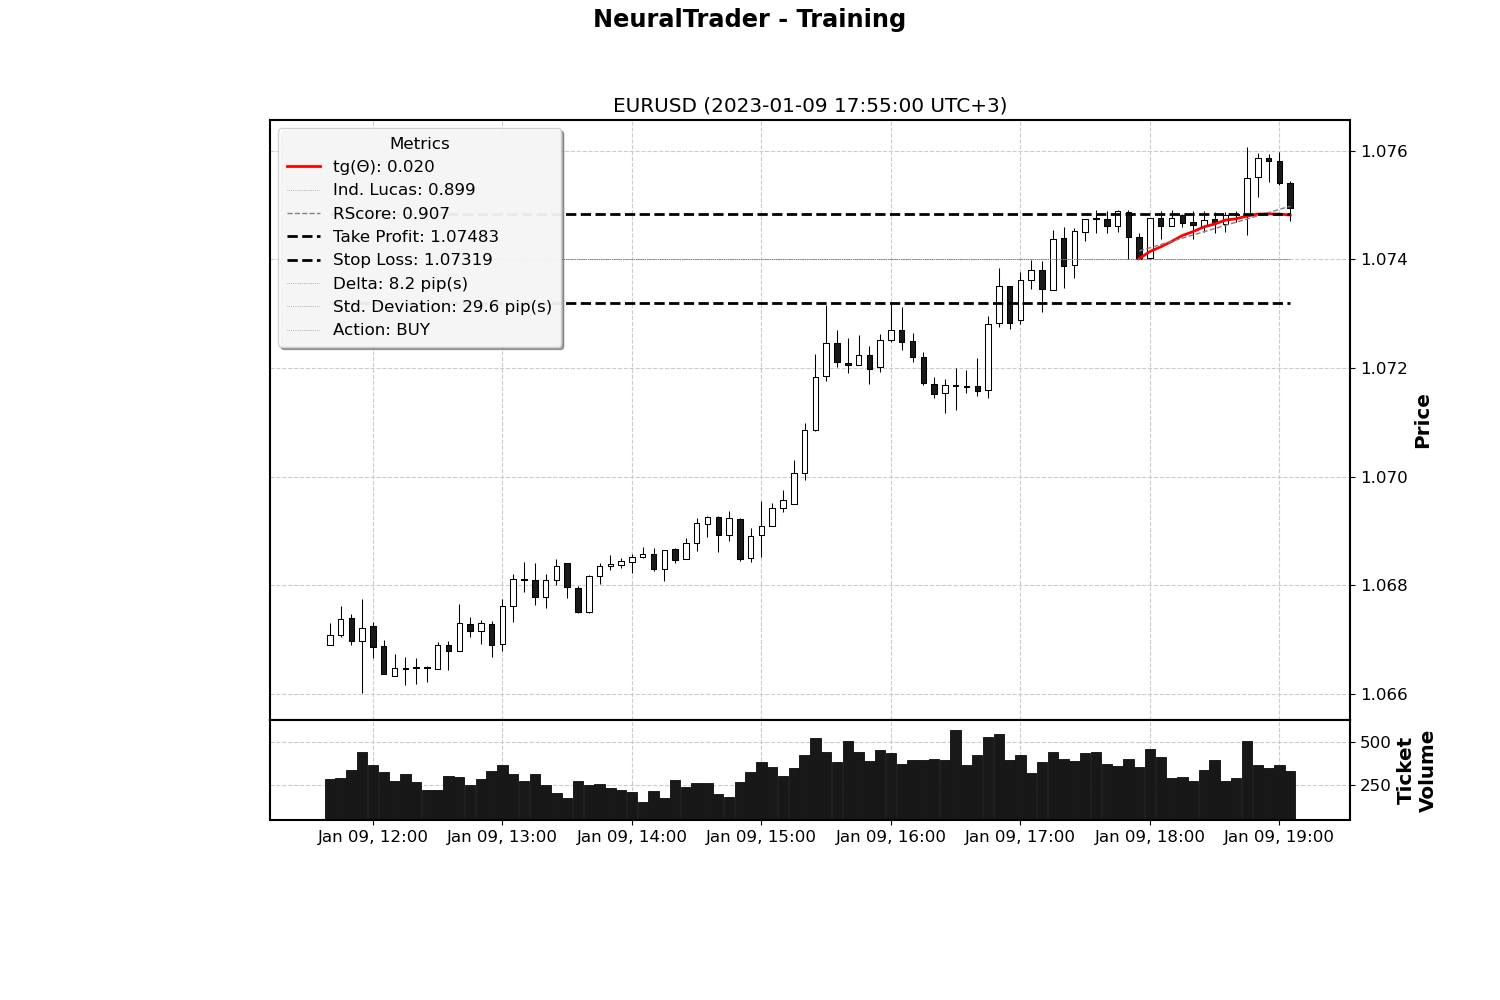 NeuralTrader - Training
EURUSD (2023-01-09 17:55:00 UTC+3)
Metrics
tg(Θ): 0.020
Ind. Lucas: 0.899
RScore: 0.907
Take Profit: 1.07483
Stop Loss: 1.07319
Delta: 8.2 pip(s)
Std. Deviation: 29.6 pip(s)
Action: BUY
1.076
1.074
1.072
1.070
1.068
1.066
Price
500
250
Ticket
Volume
Jan 09, 12:00
Jan 09, 13:00
Jan 09, 14:00
Jan 09, 15:00
Jan 09, 16:00
Jan 09, 17:00
Jan 09, 18:00
Jan 09, 19:00